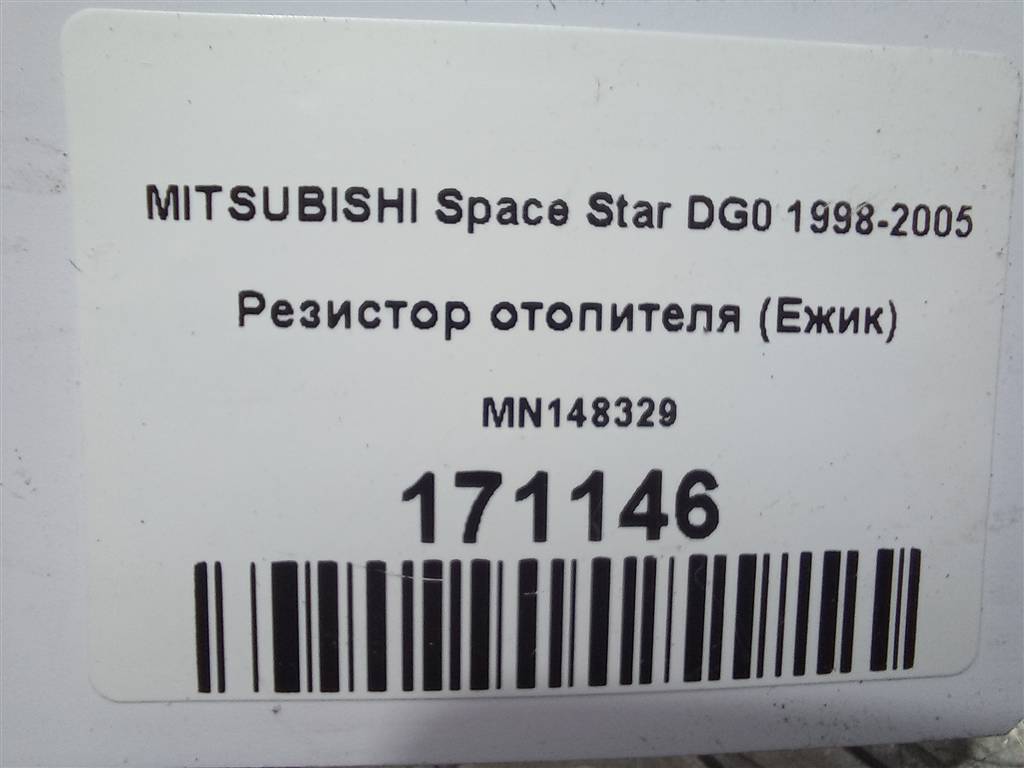 MITSUBISHI Space Star DG0 1998-2005
Резистор отопителя (Ежик)
MN148329
171146